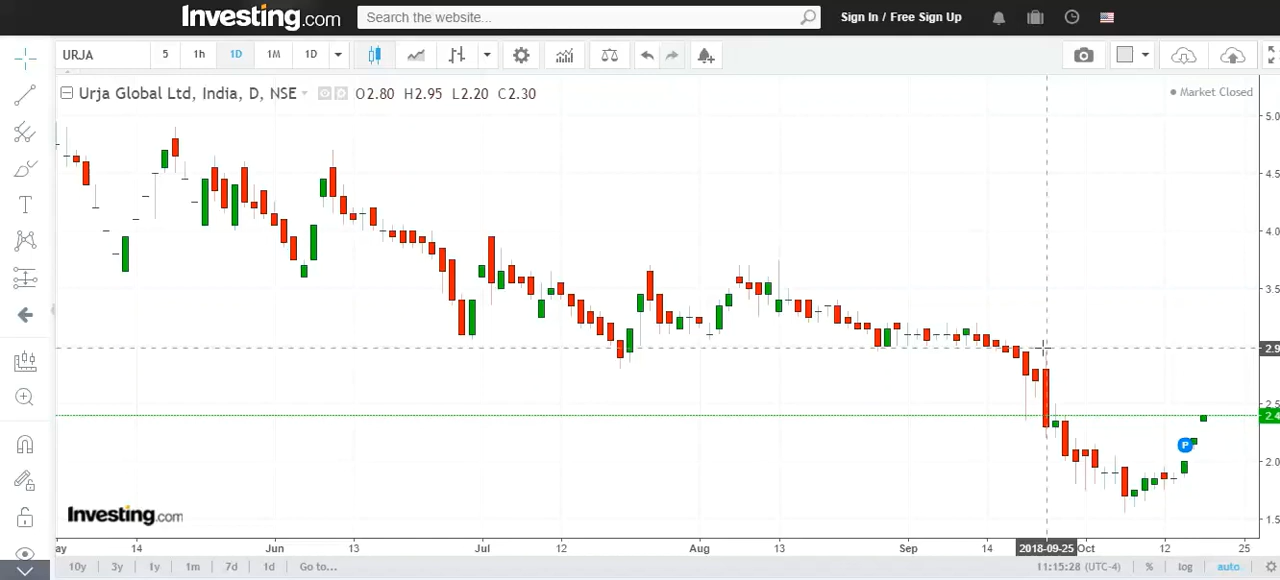 Investing.com
Search the website...
Sign In / Free Sign Up
URJA
5
1h
1D
1M
1D
Urja Global Ltd, India, D, NSE
O2.80 H2.95 L2.20 C2.30
Market Closed
5.0
4.5
4.0
3.5
2.9
2.5
2.4
2.0
1.5
P
Investing.com
ay
14
Jun
13
Jul
12
Aug
13
Sep
14
2018-09-25
Oct
12
25
10y
3y
1y
1m
7d
1d
Go to...
11:15:28 (UTC-4)
%
log
auto